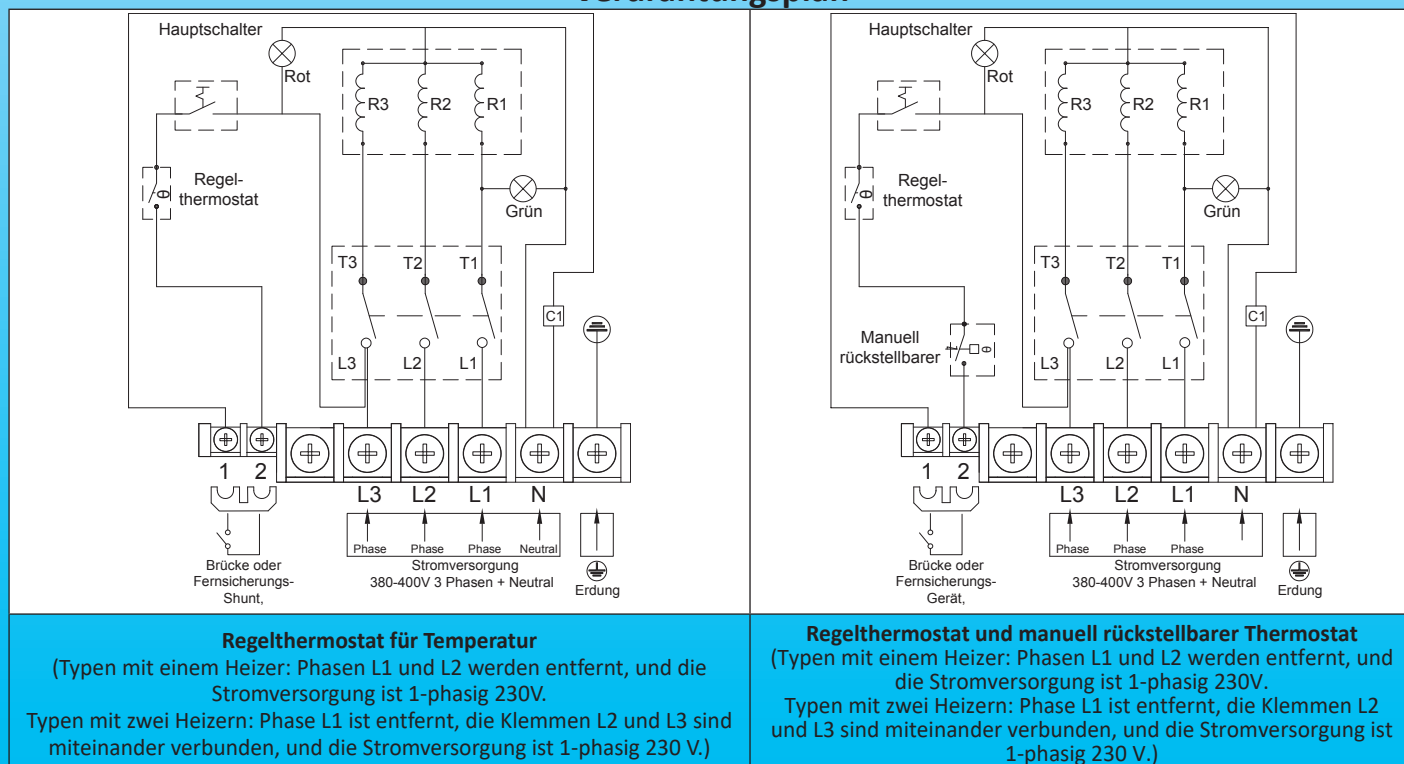 Hauptschalter
Rot
R3 R2 R1
Regel-
thermostat
θ
Grün
T3 T2 T1
C1
L3 L2 L1
1 2
L3 L2 L1 N
Phase Phase Phase Neutral
Brücke oder
Fernsicherungs-
Shunt,
Stromversorgung
380-400V 3 Phasen + Neutral
Erdung
Hauptschalter
Rot
R3 R2 R1
Regel-
thermostat
θ
Grün
T3 T2 T1
C1
Manuell
rückstellbarer
θ
L3 L2 L1
1 2
L3 L2 L1 N
Phase Phase Phase
Brücke oder
Fernsicherungs-
Gerät,
Stromversorgung
380-400V 3 Phasen + Neutral
Erdung
Regelthermostat für Temperatur
(Typen mit einem Heizer: Phasen L1 und L2 werden entfernt, und die
Stromversorgung ist 1-phasig 230V.
Typen mit zwei Heizern: Phase L1 ist entfernt, die Klemmen L2 und L3 sind
miteinander verbunden, und die Stromversorgung ist 1-phasig 230 V.)
Regelthermostat und manuell rückstellbarer Thermostat
(Typen mit einem Heizer: Phasen L1 und L2 werden entfernt, und
die Stromversorgung ist 1-phasig 230V.
Typen mit zwei Heizern: Phase L1 ist entfernt, die Klemmen L2
und L3 sind miteinander verbunden, und die Stromversorgung ist
1-phasig 230 V.)